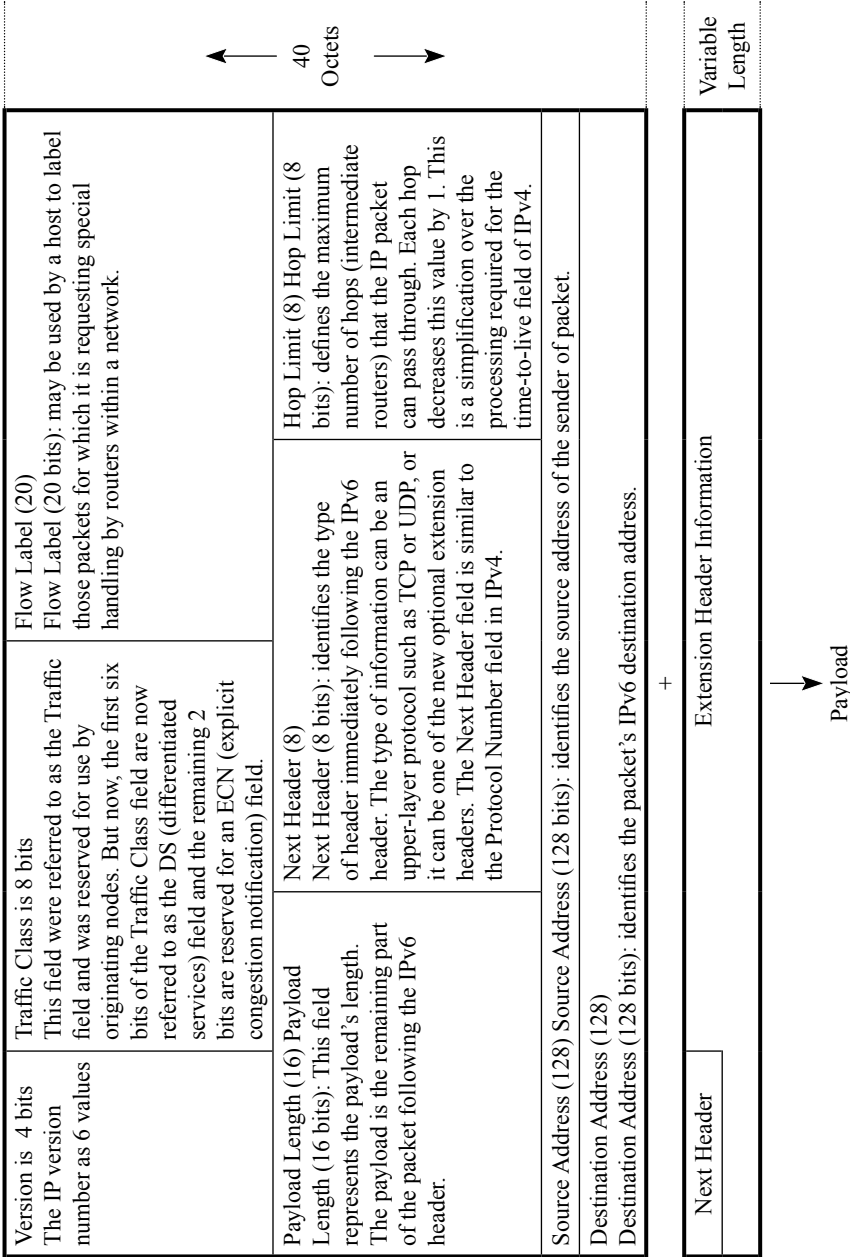 Version is 4 bits
The IP version
number as 6 values
Traffic Class is 8 bits
This field were referred to as the Traffic
field and was reserved for use by
originating nodes. But now, the first six
bits of the Traffic Class field are now
referred to as the DS (differentiated
services) field and the remaining 2
bits are reserved for an ECN (explicit
congestion notification) field.
Flow Label (20)
Flow Label (20 bits): may be used by a host to label
those packets for which it is requesting special
handling by routers within a network.
Payload Length (16) Payload
Length (16 bits): This field
represents the payload’s length.
The payload is the remaining part
of the packet following the IPv6
header.
Next Header (8)
Next Header (8 bits): identifies the type
of header immediately following the IPv6
header. The type of information can be an
upper-layer protocol such as TCP or UDP, or
it can be one of the new optional extension
headers. The Next Header field is similar to
the Protocol Number field in IPv4.
Hop Limit (8) Hop Limit (8
bits): defines the maximum
number of hops (intermediate
routers) that the IP packet
can pass through. Each hop
decreases this value by 1. This
is a simplification over the
processing required for the
time-to-live field of IPv4.
40
Octets
Source Address (128) Source Address (128 bits): identifies the source address of the sender of packet.
Destination Address (128)
Destination Address (128 bits): identifies the packet’s IPv6 destination address.
+
Next Header
Extension Header Information
Variable
Length
Payload